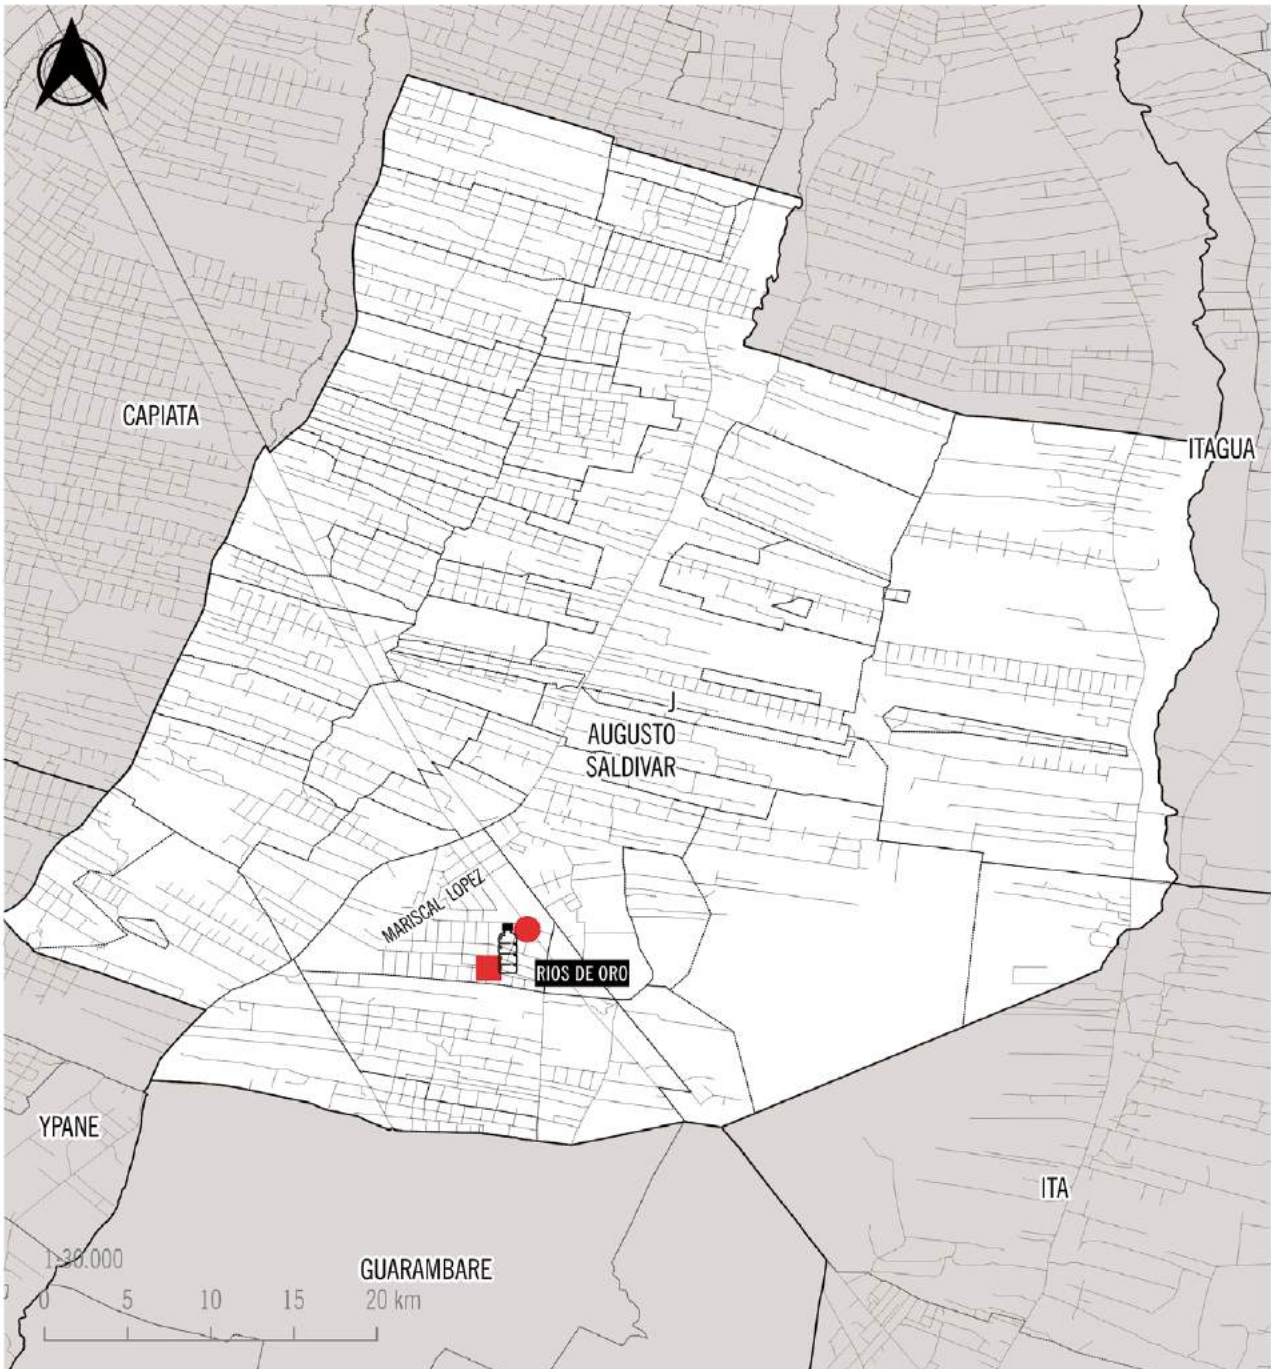 CAPIATA
ITAGUA
J
AUGUSTO
SALDIVAR
MARISCAL LOPEZ
RIOS DE ORO
YPANE
ITA
1:30.000
GUARAMBARE
0 5 10 15 20 km